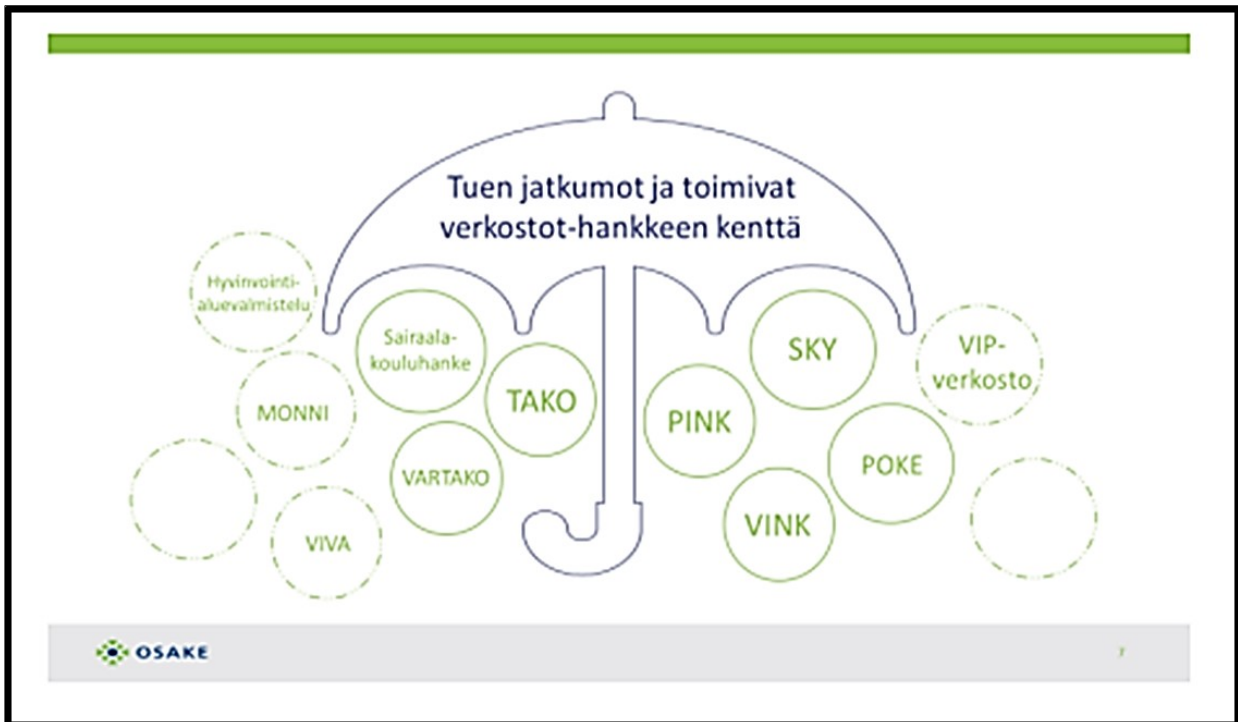 Tuen jatkumot ja toimivat
verkostot-hankkeen kenttä
Hyvinvointi-
aluevalmistelu
Sairaala-
kouluhanke
SKY
VIP-
verkosto
MONNI
TAKO
PINK
VARTAKO
POKE
VIVA
VINK
OSAKE
7